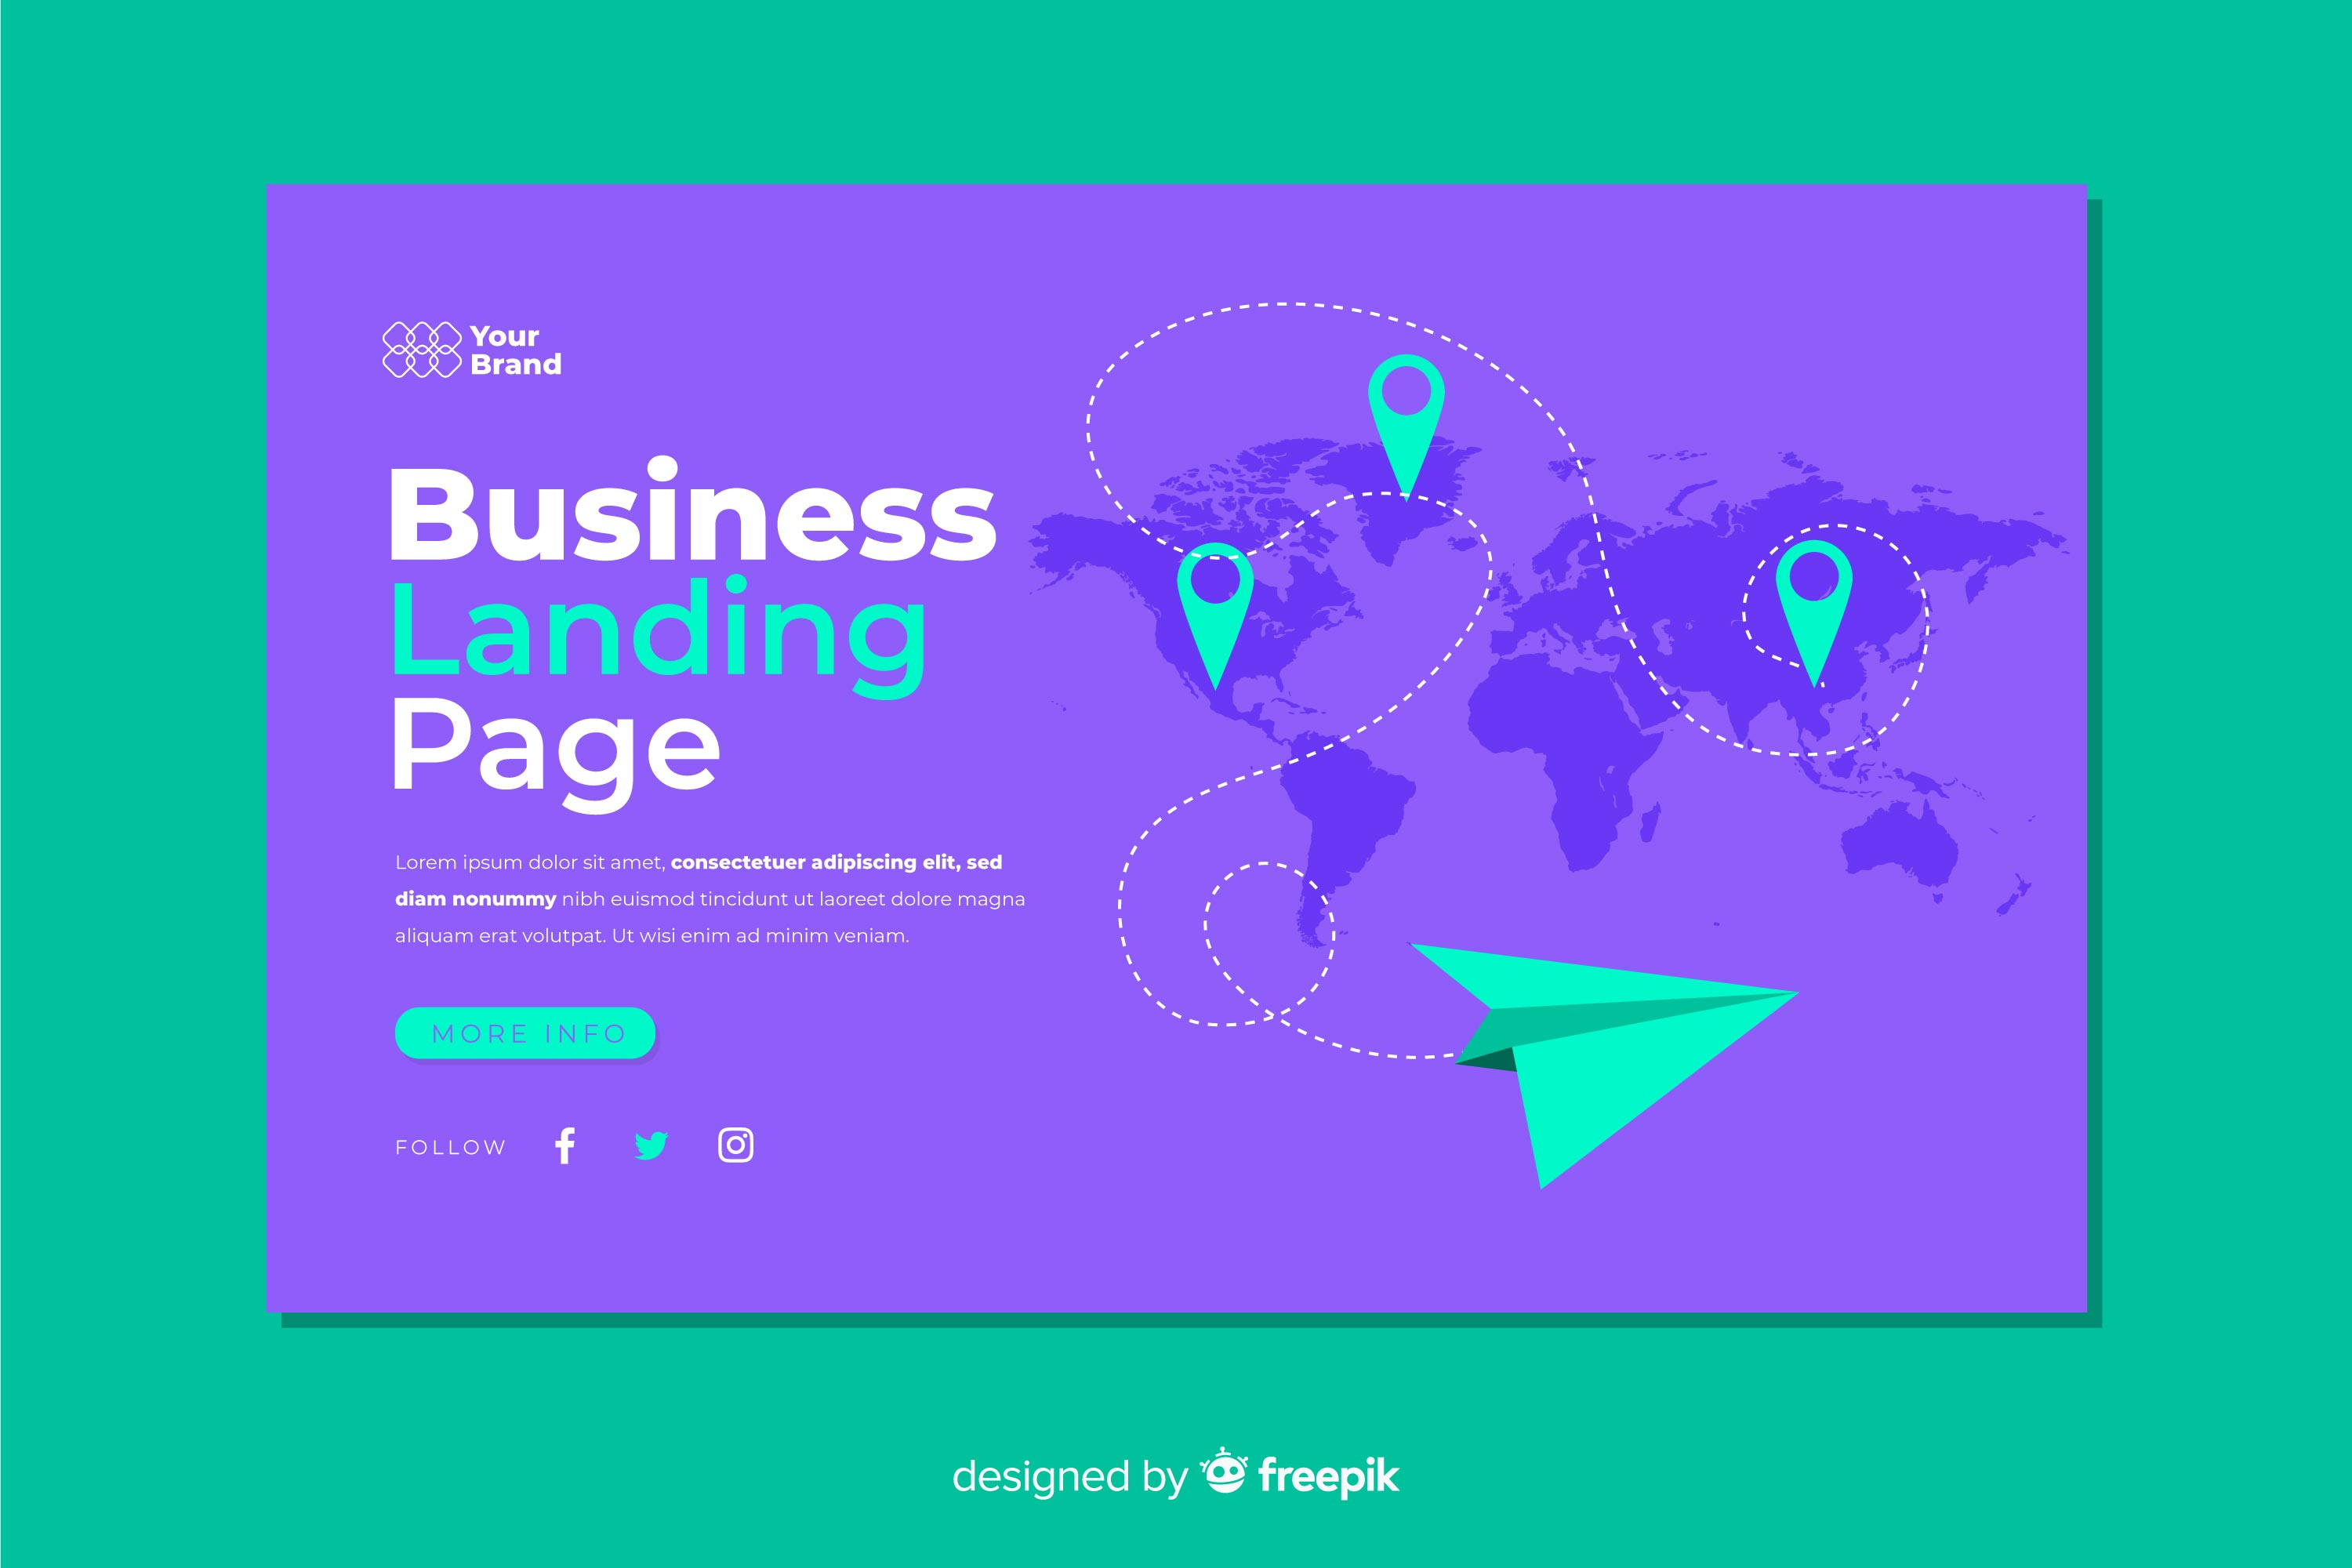 Your
Brand
Business
Landing
Page
Lorem ipsum dolor sit amet, consectetuer adipiscing elit, sed
diam nonummy nibh euismod tincidunt ut laoreet dolore magna
aliquam erat volutpat. Ut wisi enim ad minim veniam.
MORE INFO
FOLLOW
designed by freepik